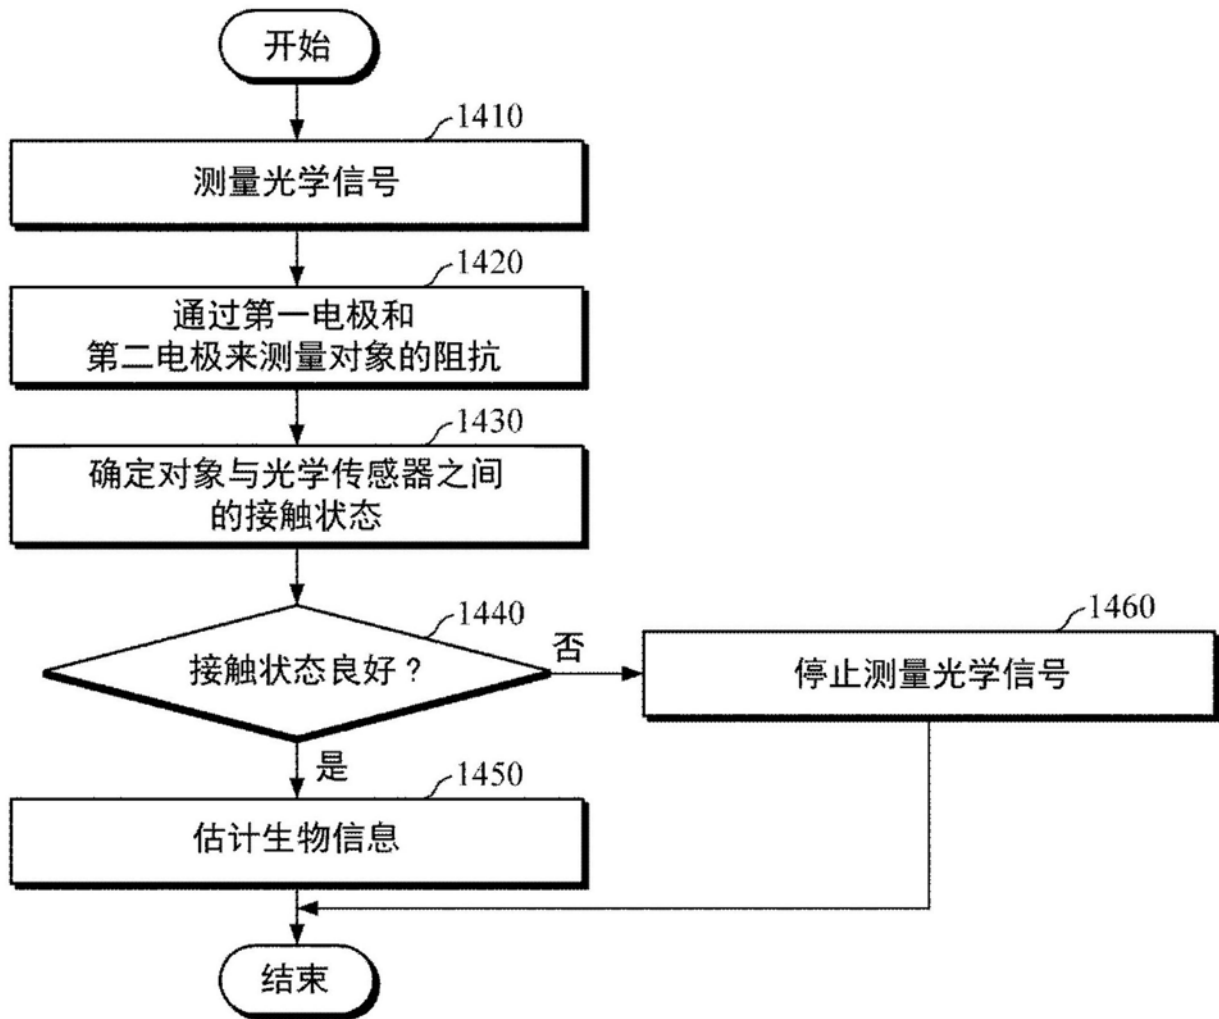 开始
1410
测量光学信号
1420
通过第一电极和
第二电极来测量对象的阻抗
1430
确定对象与光学传感器之间
的接触状态
1440
接触状态良好？
否
1460
停止测量光学信号
是
1450
估计生物信息
结束